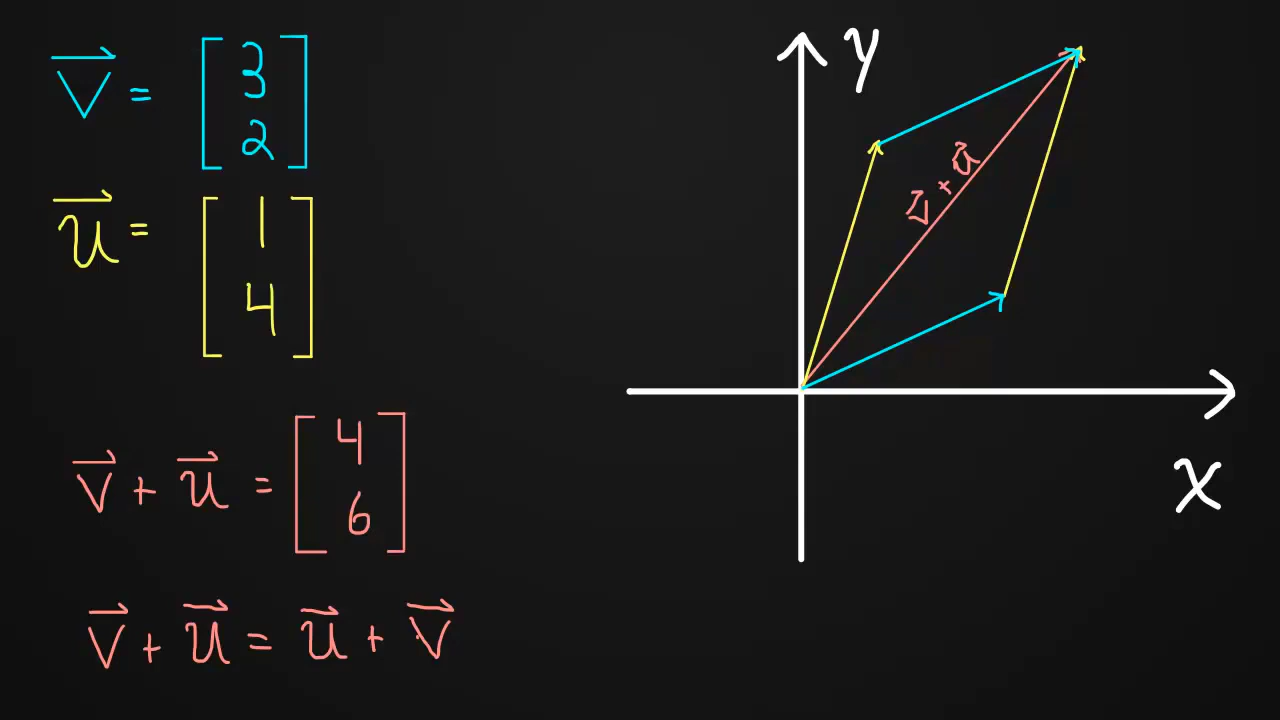 v⃗ = [3
2]
u⃗ = [1
4]
v⃗ + u⃗ = [4
6]
v⃗ + u⃗ = u⃗ + v⃗
y
v⃗ + u⃗
x